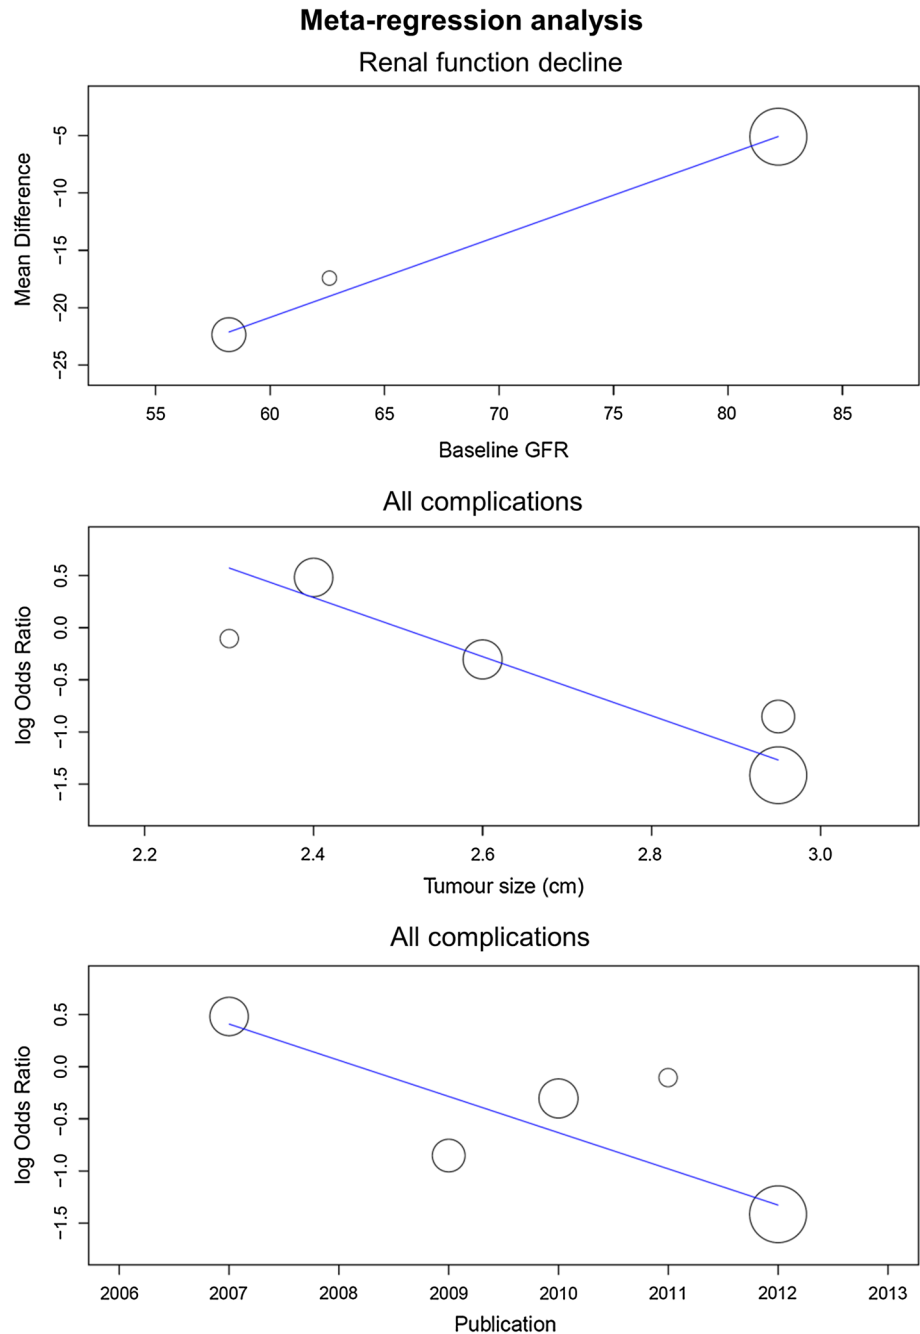 Meta-regression analysis
Renal function decline
Mean Difference
−5
−10
−15
−20
−25
55 60 65 70 75 80 85
Baseline GFR
All complications
log Odds Ratio
0.5
0.0
−0.5
−1.0
−1.5
2.2 2.4 2.6 2.8 3.0
Tumour size (cm)
All complications
log Odds Ratio
0.5
0.0
−0.5
−1.0
−1.5
2006 2007 2008 2009 2010 2011 2012 2013
Publication